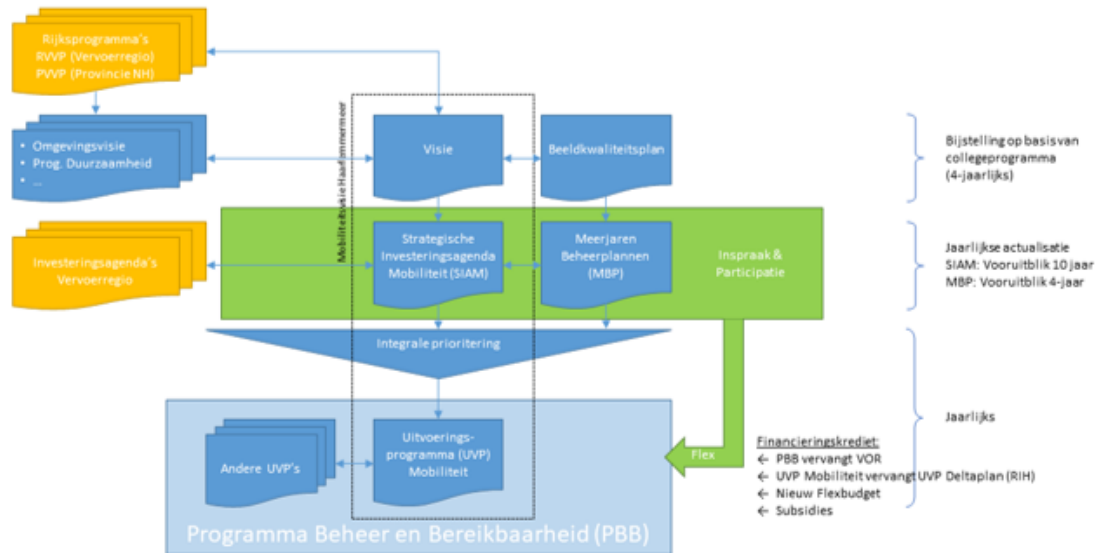 Rijksprogramma's
RVVP (Vervoerregio)
PVVP (Provincie NH)
• Omgevingsvisie
• Prog. Duurzaamheid
• ...
Mobiliteitsvisie Haarlemmermeer
Visie
Beeldkwaliteitsplan
Bijstelling op basis van
collegeprogramma
(4-jaarlijks)
Investeringsagenda's
Vervoerregio
Strategische
Investeringsagenda
Mobiliteit (SIAM)
Meerjaren
Beheerplannen
(MBP)
Inspraak &
Participatie
Jaarlijkse actualisatie
SIAM: Vooruitblik 10 jaar
MBP: Vooruitblik 4-jaar
Integrale prioritering
Andere UVP's
Uitvoerings-
programma (UVP)
Mobiliteit
Flex
Jaarlijks
Financieringskrediet:
← PBB vervangt VOR
← UVP Mobiliteit vervangt UVP Deltaplan (RIH)
← Nieuw Flexbudget
← Subsidies
Programma Beheer en Bereikbaarheid (PBB)